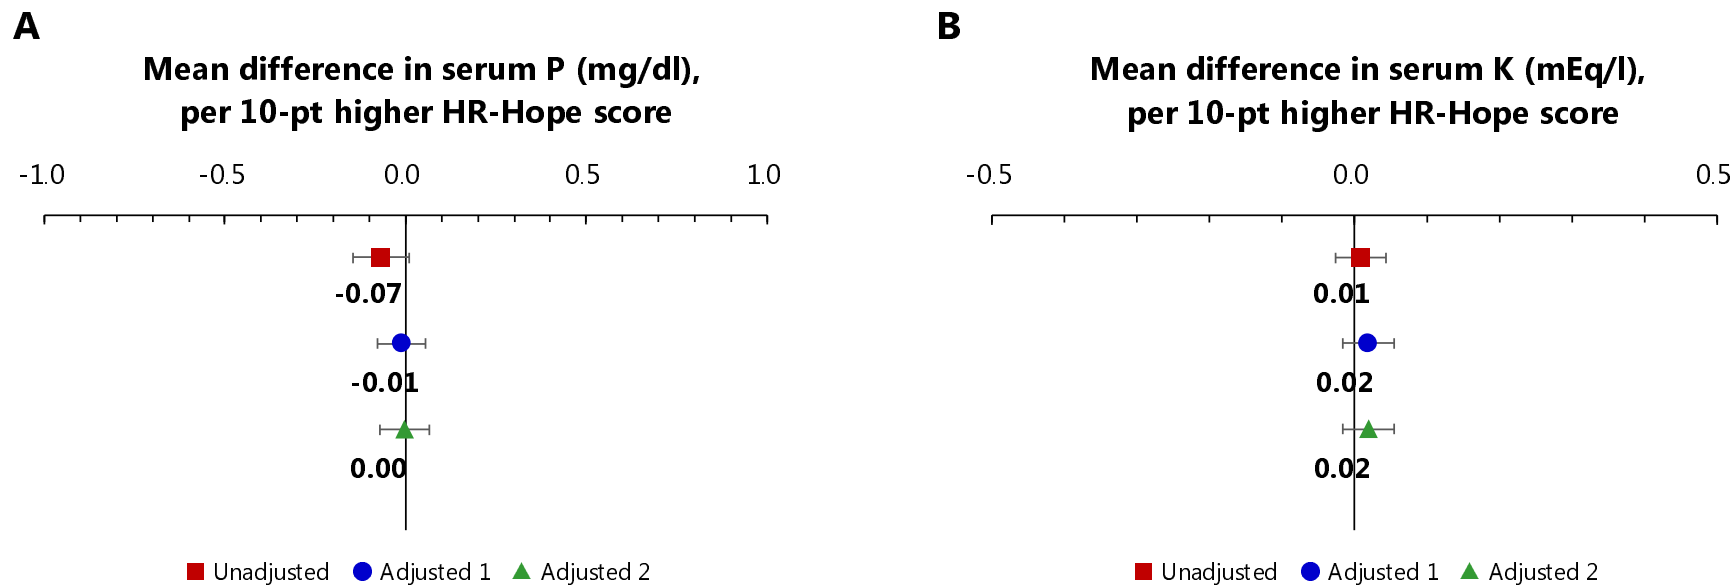 A
Mean difference in serum P (mg/dl),
per 10-pt higher HR-Hope score
-1.0 -0.5 0.0 0.5 1.0
-0.07
-0.01
0.00
Unadjusted Adjusted 1 Adjusted 2
B
Mean difference in serum K (mEq/l),
per 10-pt higher HR-Hope score
-0.5 0.0 0.5
0.01
0.02
0.02
Unadjusted Adjusted 1 Adjusted 2